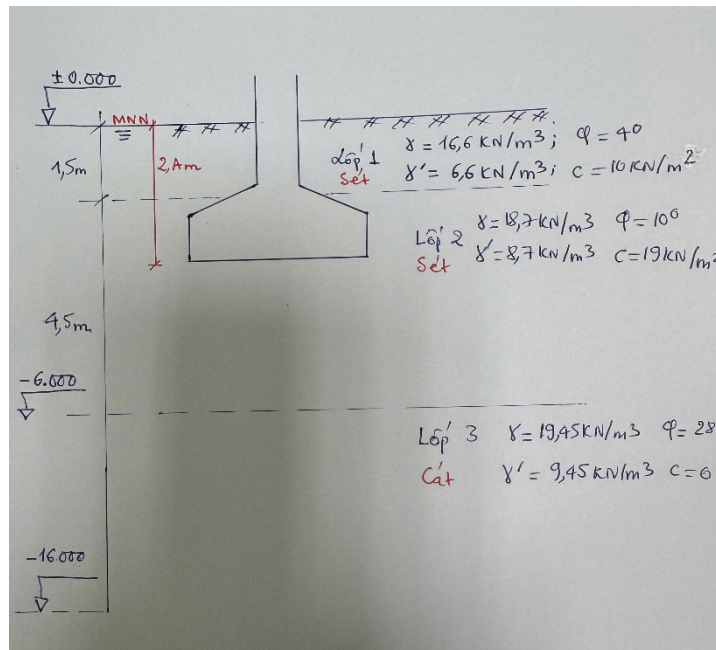 ±0.000
MNN
1,5m
2,4m
Lớp 1 γ = 16,6 KN/m³; φ = 4°
Sét γ' = 6,6 KN/m³; c = 10 KN/m²
Lớp 2 γ = 18,7 KN/m³ φ = 10°
Sét γ' = 8,7 KN/m³ C = 19 KN/m²
4,5m
-6.000
Lớp 3 γ = 19,45 KN/m³ φ = 28
Cát γ' = 9,45 KN/m³ C = 0
-16.000